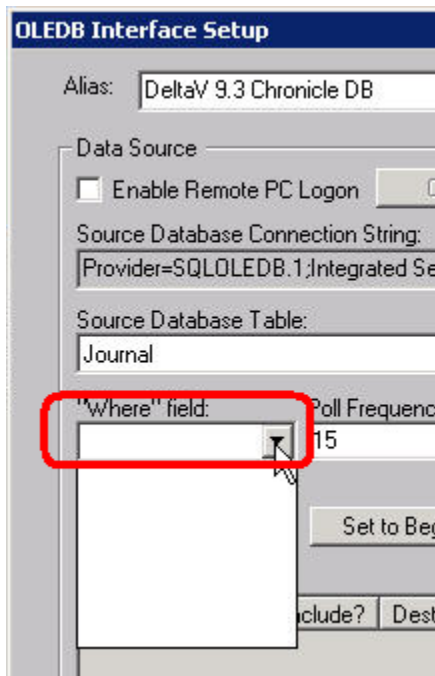 OLEDB Interface Setup
Alias: DeltaV 9.3 Chronicle DB
Data Source
Enable Remote PC Logon
Source Database Connection String:
Provider=SQLOLEDB.1;Integrated Se
Source Database Table:
Journal
"Where" field: Poll Frequenc
15
Set to Beg
clude? Dest